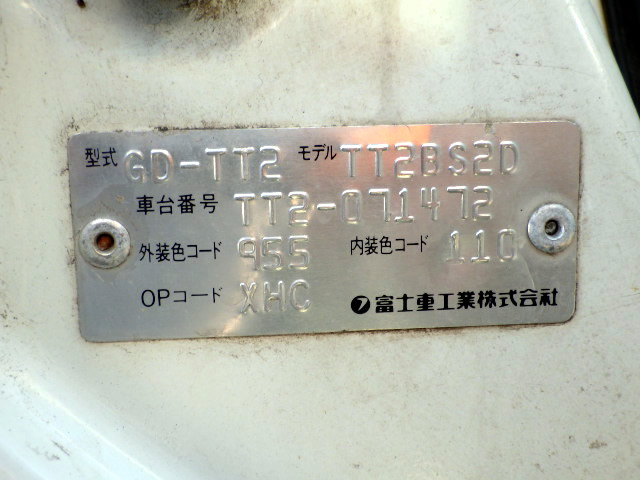 型式 GD-TT2 モデル TT2BS2D
車台番号 TT2-071472
外装色コード 955 内装色コード 110
OPコード XHC フ 富士重工業株式会社